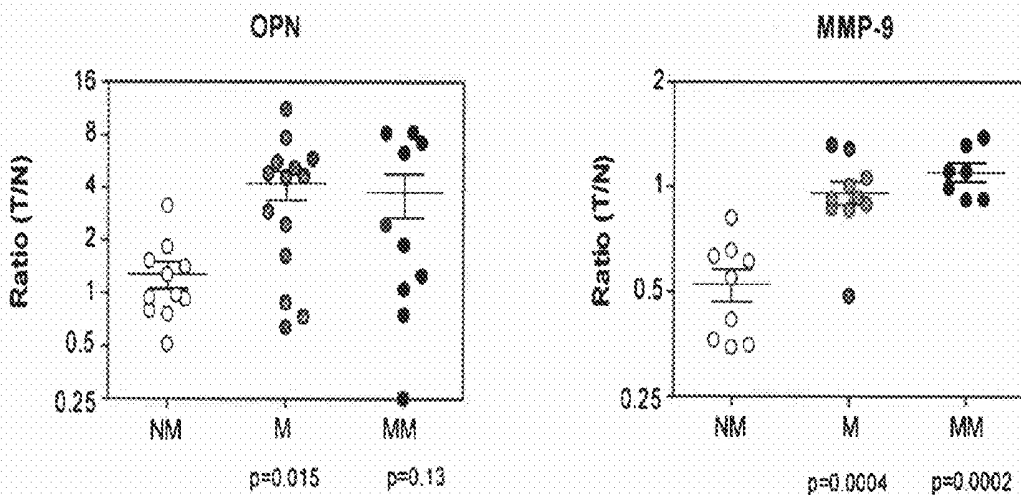 OPN
Ratio (T/N)
16
8
4
2
1
0.5
0.25
NM
M
MM
p=0.015
p=0.13
MMP-9
Ratio (T/N)
2
1
0.5
0.25
NM
M
MM
p=0.0004
p=0.0002